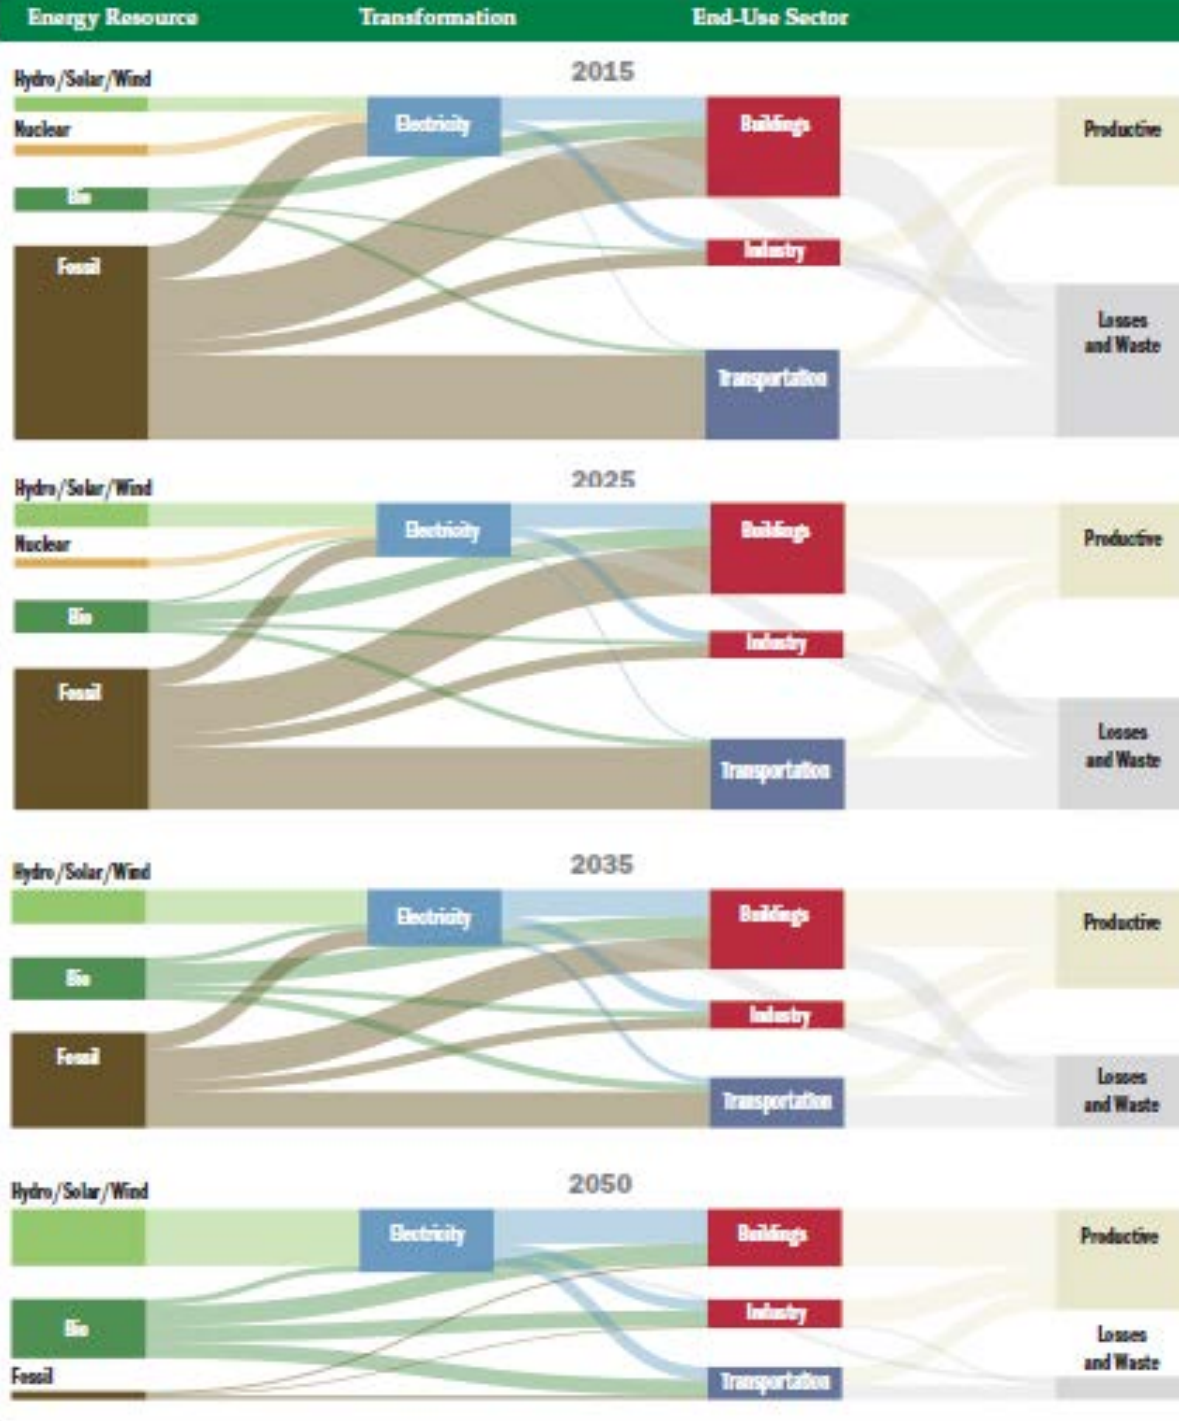 Energy Resource Transformation End-Use Sector
2015
Hydro/Solar/Wind
Electricity Buildings Productive
Nuclear
Bio
Industry
Fossil
Losses
and Waste
Transportation
2025
Hydro/Solar/Wind
Electricity Buildings Productive
Nuclear
Bio
Industry
Fossil
Losses
and Waste
Transportation
2035
Hydro/Solar/Wind
Electricity Buildings Productive
Bio
Industry
Fossil
Losses
and Waste
Transportation
2050
Hydro/Solar/Wind
Electricity Buildings Productive
Industry
Bio
Losses
and Waste
Fossil
Transportation